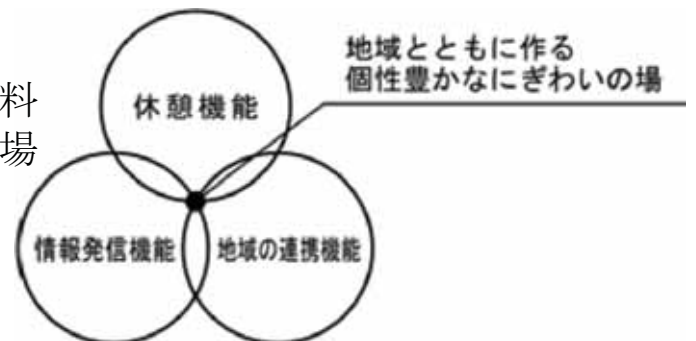 料
場
地域とともに作る
個性豊かなにぎわいの場
休憩機能
情報発信機能
地域の連携機能